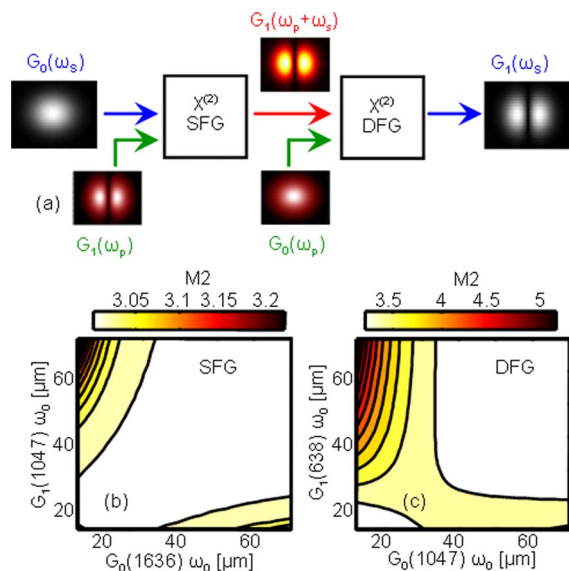 G₀(ωₛ)
G₁(ωₚ+ωₛ)
G₁(ωₛ)
χ⁽²⁾
SFG
χ⁽²⁾
DFG
(a)
G₁(ωₚ)
G₀(ωₚ)
M2
3.05 3.1 3.15 3.2
SFG
(b)
G₁(1047) ω₀ [μm]
60
40
20
20 40 60
G₀(1636) ω₀ [μm]
M2
3.5 4 4.5 5
DFG
(c)
G₁(638) ω₀ [μm]
60
40
20
20 40 60
G₀(1047) ω₀ [μm]